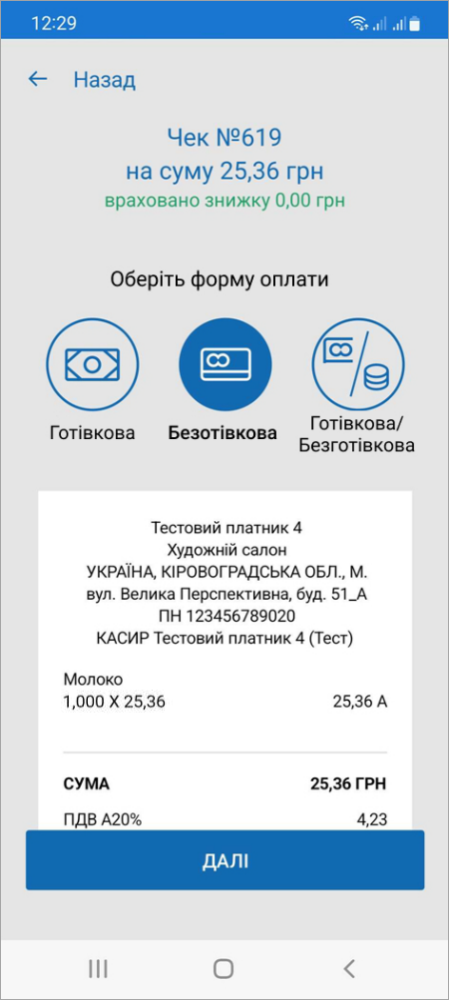 12:29
Назад
Чек №619
на суму 25,36 грн
враховано знижку 0,00 грн
Оберіть форму оплати
Готівкова
Безотівкова
Готівкова/
Безготівкова
Тестовий платник 4
Художній салон
УКРАЇНА, КІРОВОГРАДСЬКА ОБЛ., М.
вул. Велика Перспективна, буд. 51_А
ПН 123456789020
КАСИР Тестовий платник 4 (Тест)
Молоко
1,000 X 25,36 25,36 А
СУМА 25,36 ГРН
ПДВ А20% 4,23
ДАЛІ